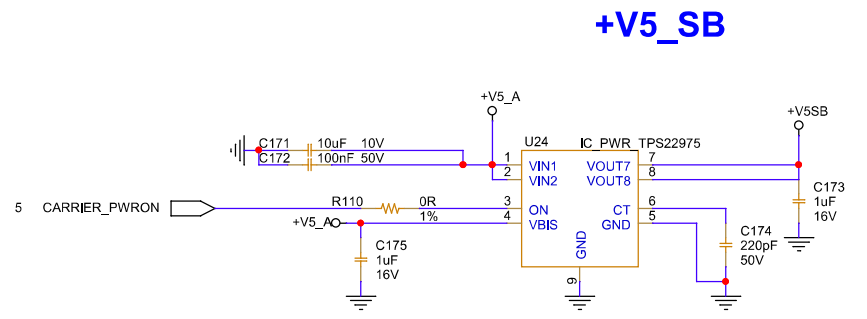 +V5_SB
+V5_A
+V5SB
C171 10uF 10V
C172 100nF 50V
U24 IC_PWR_TPS22975
1 VIN1 VOUT7 7
2 VIN2 VOUT8 8
C173
1uF
16V
5 CARRIER_PWRON R110 0R 3 ON CT 6
1%
+V5_A 4 VBIS GND 5
C174
220pF
50V
C175
1uF
16V
GND
9